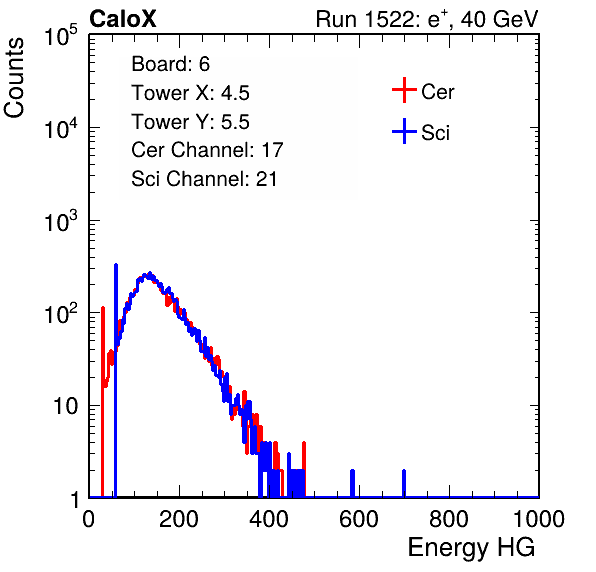 CaloX Run 1522: e⁺, 40 GeV
Counts
10⁵
10⁴
10³
10²
10
1
Board: 6
Tower X: 4.5
Tower Y: 5.5
Cer Channel: 17
Sci Channel: 21
Cer
Sci
0 200 400 600 800 1000
Energy HG